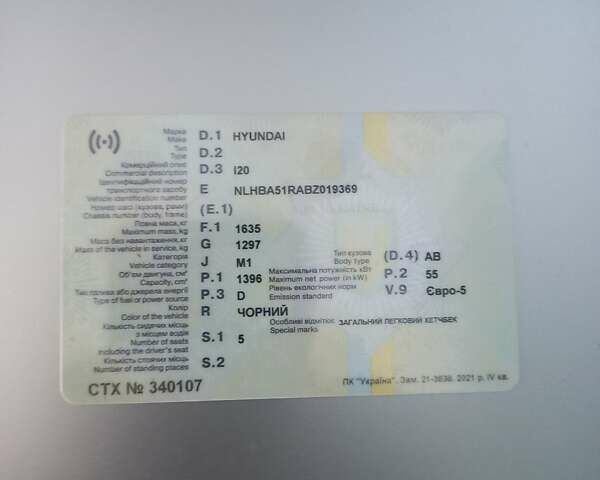 Марка
Make
D.1 HYUNDAI
Тип
Type
D.2
Комерційний опис
Commercial description
D.3 I20
Ідентифікаційний номер
транспортного засобу
Vehicle identification number
E NLHBA51RABZ019369
Номер шасі (кузова, рами)
Chassis number (body, frame)
(E.1)
Повна маса, кг
Maximum mass, kg
F.1 1635
Маса без навантаження, кг
Mass of the vehicle in service, kg
G 1297
Категорія
Vehicle category
J M1
Тип кузова
Body type
(D.4) АВ
Об'єм двигуна, см³
Capacity, cm³
P.1 1396
Максимальна потужність кВт
Maximum net power (in kW)
P.2 55
Тип палива або джерела енергії
Type of fuel or power source
P.3 D
Рівень екологічних норм
Emission standard
V.9 Євро-5
Колір
Color of the vehicle
R ЧОРНИЙ
Особливі відмітки
Special marks
ЗАГАЛЬНИЙ ЛЕГКОВИЙ ХЕТЧБЕК
Кількість сидячих місць
з місцем водія
Number of seats
including the driver's seat
S.1 5
Кількість стоячих місць
Number of standing places
S.2
СТХ № 340107
ПК "Україна". Зам. 21-3638. 2021 р. IV кв.